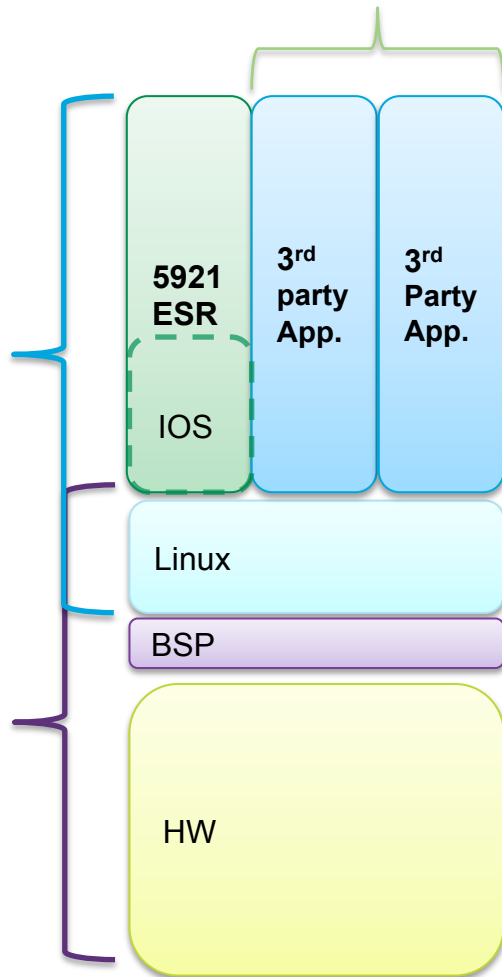 5921
ESR
IOS
3rd
party
App.
3rd
Party
App.
Linux
BSP
HW